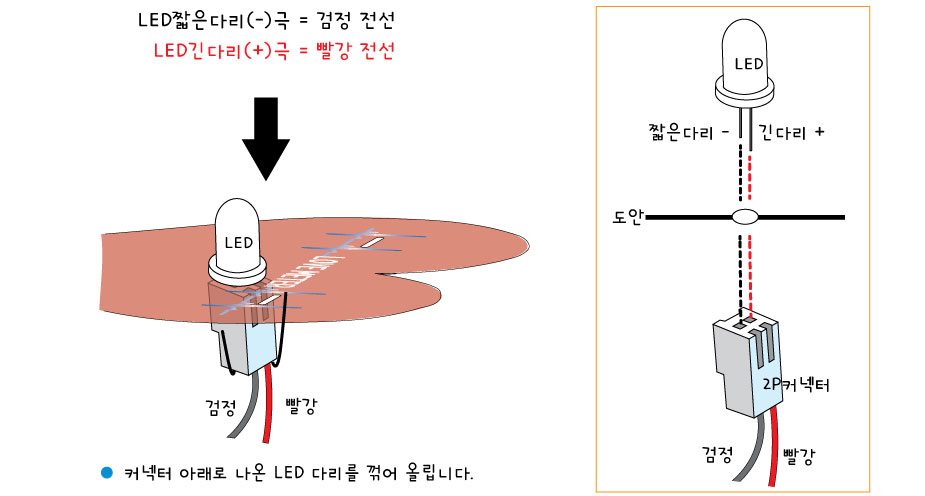 LED짧은다리(-)극 = 검정 전선
LED긴다리(+)극 = 빨강 전선
LED
LOVE METER
검정
빨강
● 커넥터 아래로 나온 LED 다리를 꺾어 올립니다.
LED
짧은다리 -
긴다리 +
도안
2P커넥터
검정
빨강